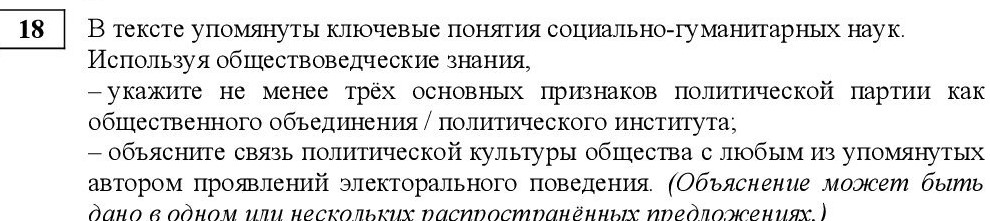 18
В тексте упомянуты ключевые понятия социально-гуманитарных наук.
Используя обществоведческие знания,
– укажите не менее трёх основных признаков политической партии как
общественного объединения / политического института;
– объясните связь политической культуры общества с любым из упомянутых
автором проявлений электорального поведения. (Объяснение может быть
дано в одном или нескольких распространённых предложениях.)